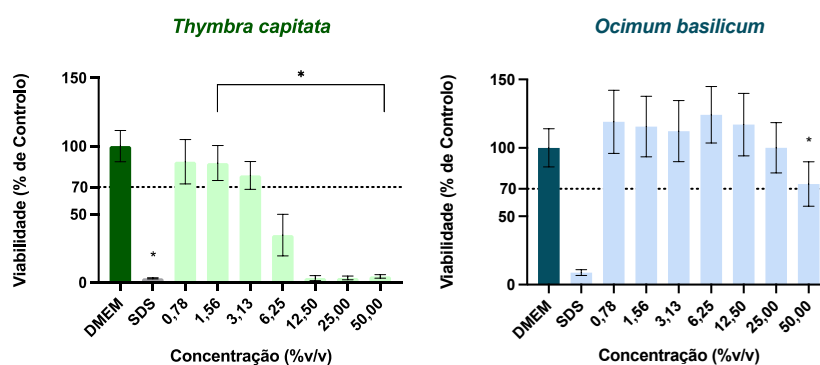 Thymbra capitata
Viabilidade (% de Controlo)
150
100
70
50
0
*
*
DMEM
SDS
0,78
1,56
3,13
6,25
12,50
25,00
50,00
Concentração (%v/v)
Ocimum basilicum
Viabilidade (% de Controlo)
150
100
70
50
0
*
DMEM
SDS
0,78
1,56
3,13
6,25
12,50
25,00
50,00
Concentração (%v/v)